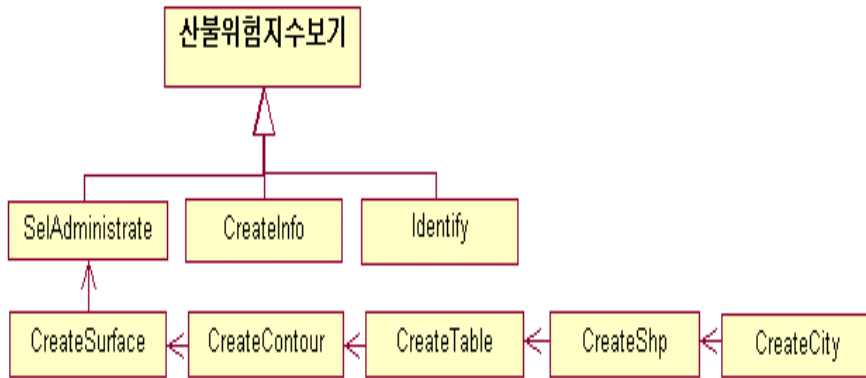 산불위험지수보기
SelAdministrate
CreateInfo
Identify
CreateSurface
CreateContour
CreateTable
CreateShp
CreateCity